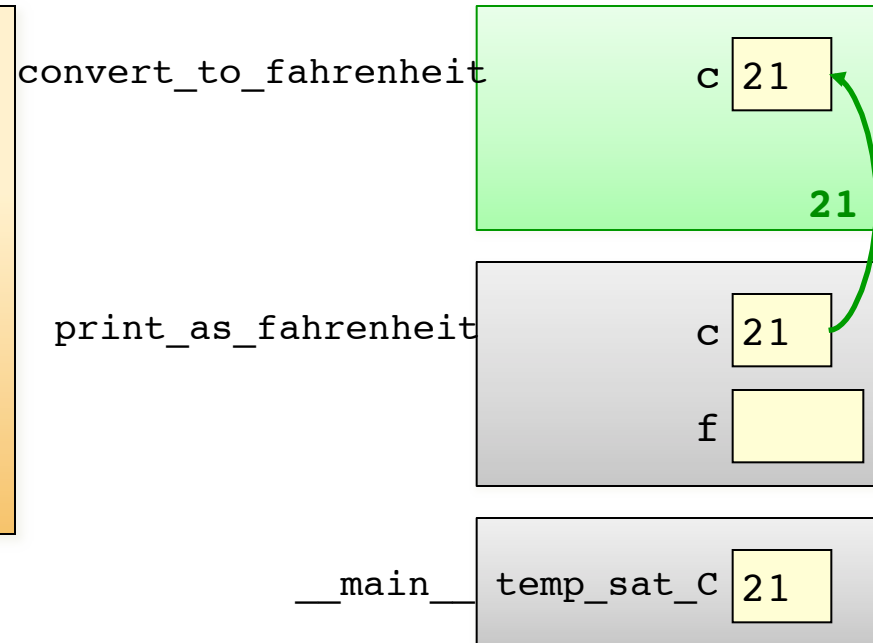 convert_to_fahrenheit c 21
21
print_as_fahrenheit c 21
f
__main__ temp_sat_C 21